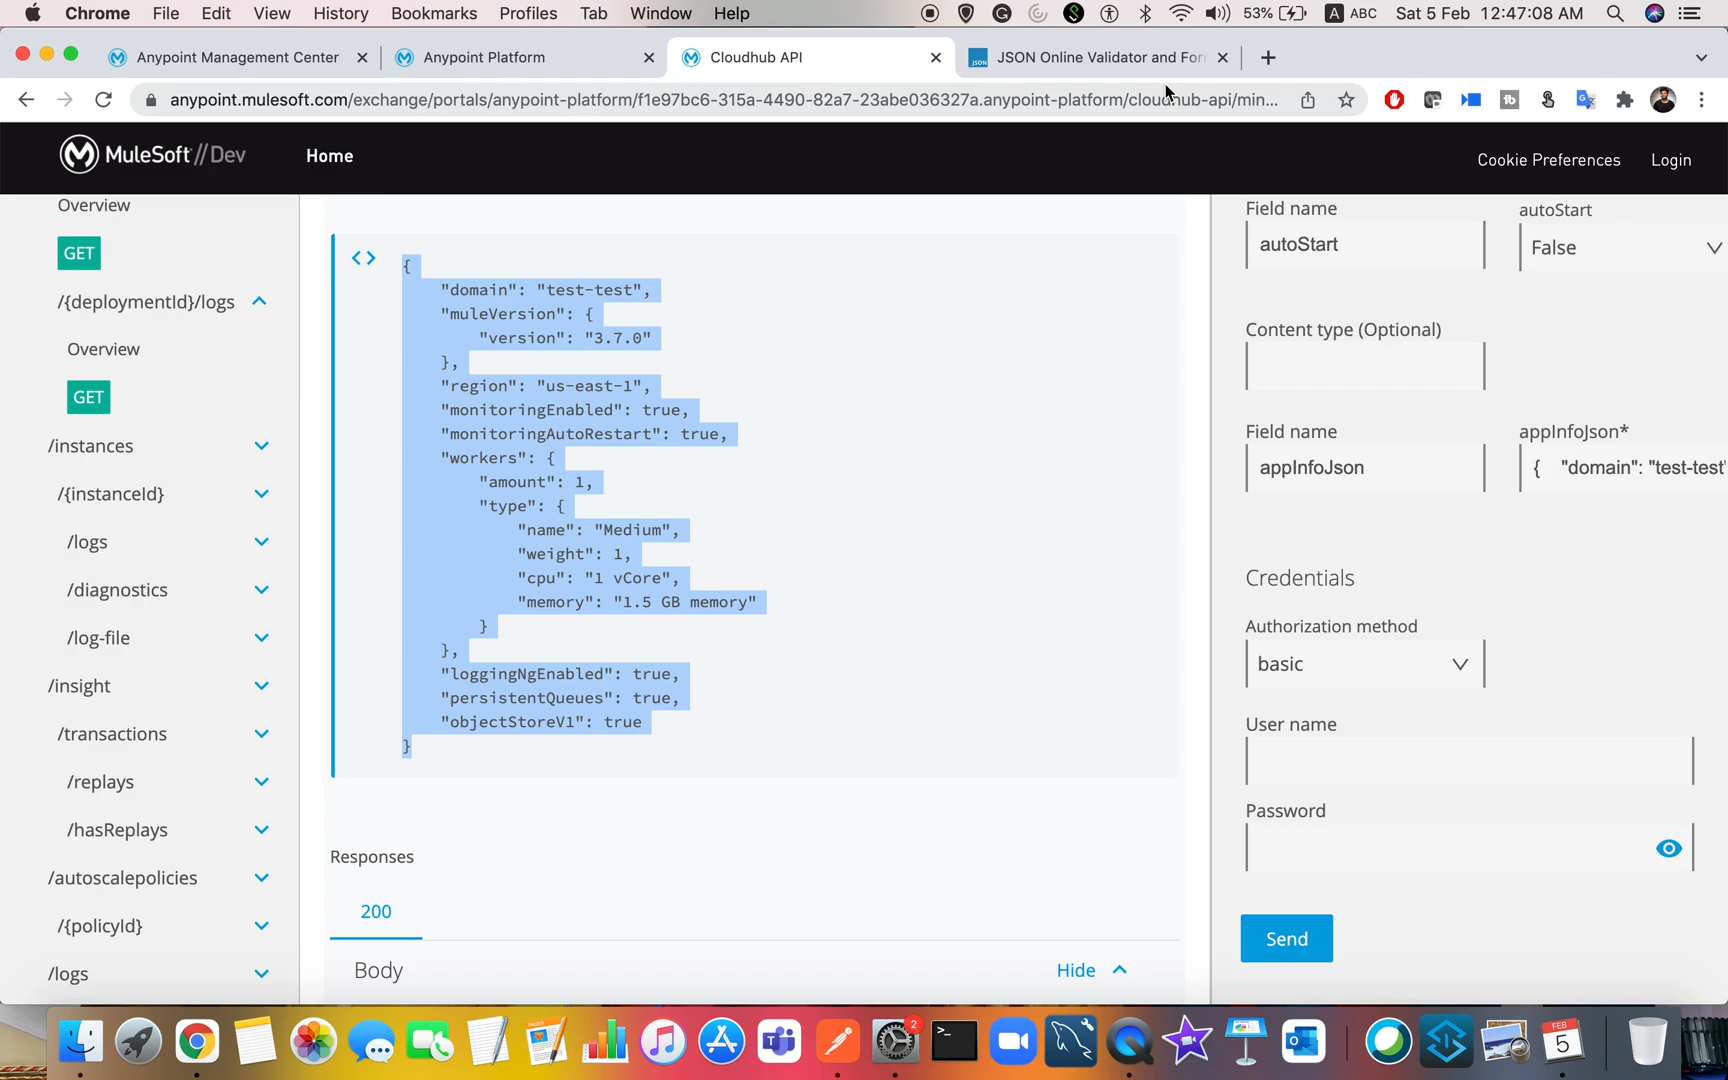 Chrome File Edit View History Bookmarks Profiles Tab Window Help 53% A ABC Sat 5 Feb 12:47:08 AM
Anypoint Management Center Anypoint Platform Cloudhub API JSON Online Validator and For
anypoint.mulesoft.com/exchange/portals/anypoint-platform/f1e97bc6-315a-4490-82a7-23abe036327a.anypoint-platform/cloudhub-api/min...
MuleSoft // Dev Home Cookie Preferences Login
Overview
GET
/{deploymentId}/logs
Overview
GET
/instances
/{instanceId}
/logs
/diagnostics
/log-file
/insight
/transactions
/replays
/hasReplays
/autoscalepolicies
/{policyId}
/logs
<> {
"domain": "test-test",
"muleVersion": {
"version": "3.7.0"
},
"region": "us-east-1",
"monitoringEnabled": true,
"monitoringAutoRestart": true,
"workers": {
"amount": 1,
"type": {
"name": "Medium",
"weight": 1,
"cpu": "1 vCore",
"memory": "1.5 GB memory"
}
},
"loggingNgEnabled": true,
"persistentQueues": true,
"objectStoreV1": true
}
Responses
200
Body Hide
Field name autoStart
autoStart False
Content type (Optional)
Field name appInfoJson*
appInfoJson { "domain": "test-test"
Credentials
Authorization method
basic
User name
Password
Send
2
FEB
5